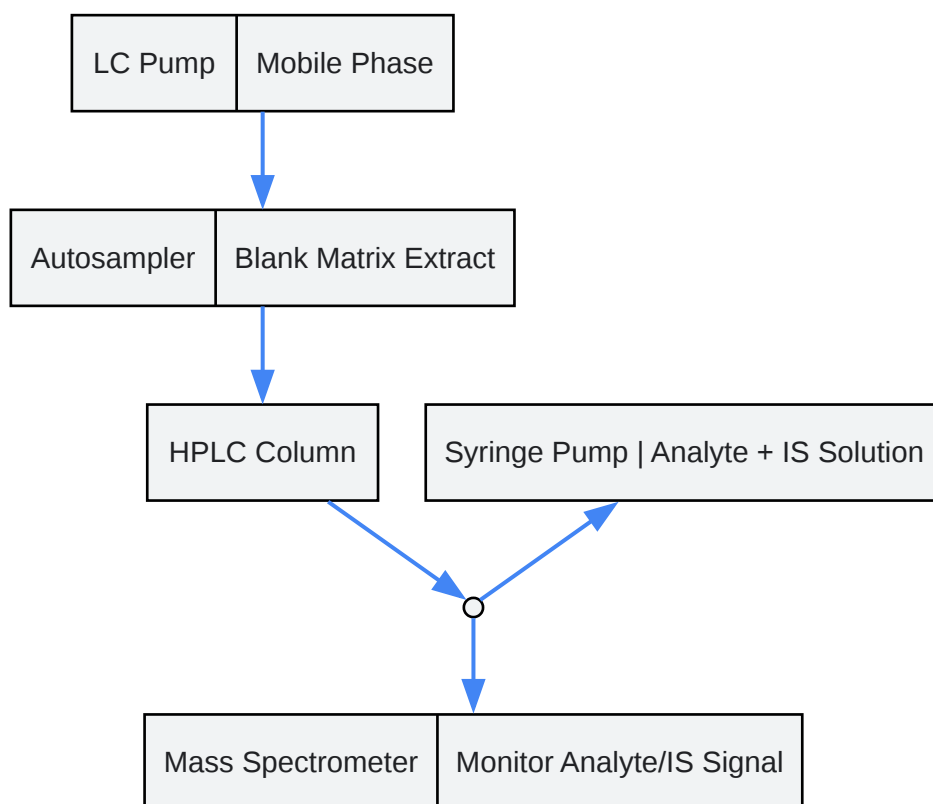 LC Pump
Mobile Phase
Autosampler
Blank Matrix Extract
HPLC Column
Syringe Pump | Analyte + IS Solution
Mass Spectrometer
Monitor Analyte/IS Signal